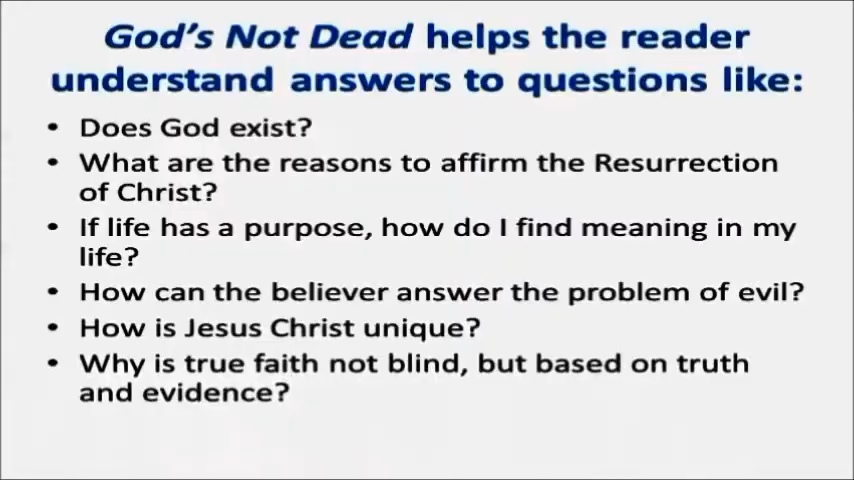 God's Not Dead helps the reader
understand answers to questions like:
• Does God exist?
• What are the reasons to affirm the Resurrection
of Christ?
• If life has a purpose, how do I find meaning in my
life?
• How can the believer answer the problem of evil?
• How is Jesus Christ unique?
• Why is true faith not blind, but based on truth
and evidence?